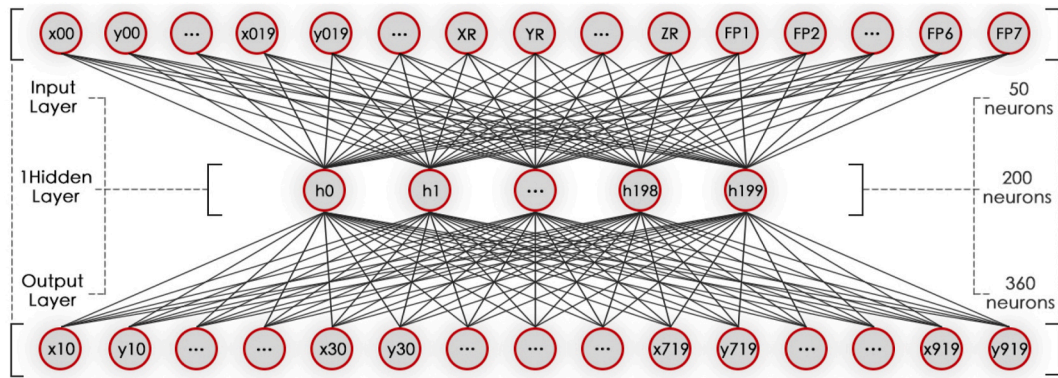 x00 y00 ... x019 y019 ... XR YR ... ZR FP1 FP2 ... FP6 FP7
Input
Layer
50
neurons
1Hidden
Layer
h0 h1 ... h198 h199
200
neurons
Output
Layer
360
neurons
x10 y10 ... ... x30 y30 ... ... ... x719 y719 ... ... x919 y919